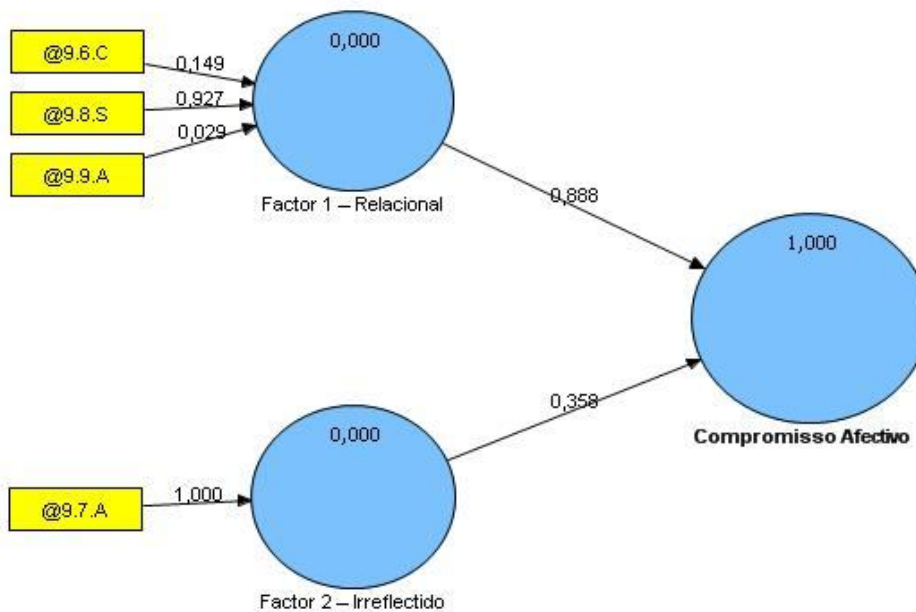 0,000
@9.6.C
0,149
@9.8.S
0,927
@9.9.A
0,029
Factor 1 – Relacional
0,888
1,000
Compromisso Afectivo
0,358
0,000
@9.7.A
1,000
Factor 2 – Irreflectido